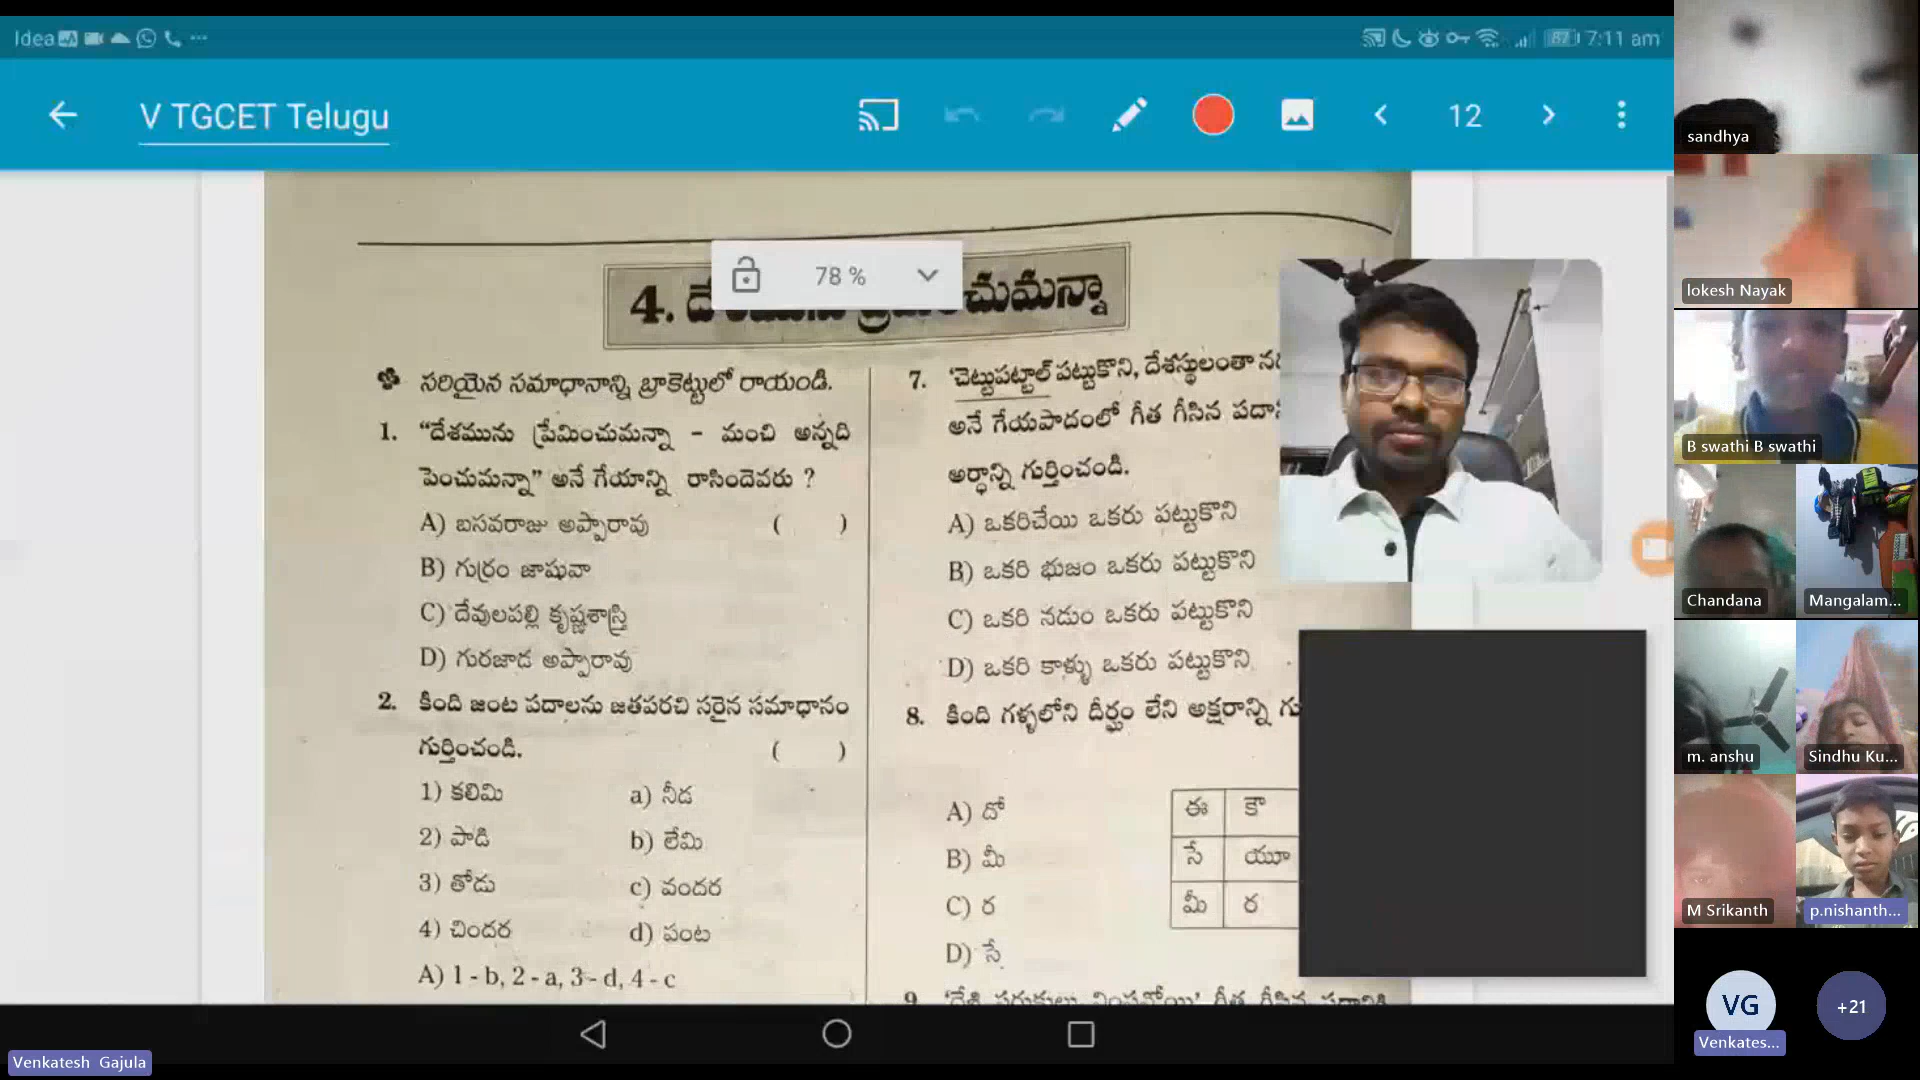 Idea
87 7:11 am
V TGCET Telugu
12
78 %
4.
చుమన్నా
సరియైన సమాధానాన్ని బ్రాకెట్టులో రాయండి.
1. “దేశమును ప్రేమించుమన్నా - మంచి అన్నది
పెంచుమన్నా” అనే గేయాన్ని రాసిందెవరు ?
A) బసవరాజు అప్పారావు ( )
B) గుర్రం జాషువా
C) దేవులపల్లి కృష్ణశాస్త్రి
D) గురజాడ అప్పారావు
2. కింది జంట పదాలను జతపరచి సరైన సమాధానం
గుర్తించండి. ( )
1) కలిమి a) నీడ
2) పాడి b) లేమి
3) తోడు c) వందర
4) చిందర d) పంట
A) 1 - b, 2 - a, 3 - d, 4 - c
7. ‘చెట్టుపట్టాల్ పట్టుకొని, దేశస్థులంతా
అనే గేయపాదంలో గీత గీసిన
అర్థాన్ని గుర్తించండి.
A) ఒకరిచేయి ఒకరు పట్టుకొని
B) ఒకరి భుజం ఒకరు పట్టుకొని
C) ఒకరి నడుం ఒకరు పట్టుకొని
D) ఒకరి కాళ్ళు ఒకరు పట్టుకొని
8. కింది గళ్ళలోని దీర్ఘం లేని అక్షరాన్ని
A) దో
B) మీ
C) ర
D) సే
ఈ కౌ
సే యూ
మీ ర
sandhya
lokesh Nayak
B swathi B swathi
Chandana
Mangalam...
m. anshu
Sindhu Ku...
M Srikanth
p.nishanth...
VG
+21
Venkates...
Venkatesh Gajula